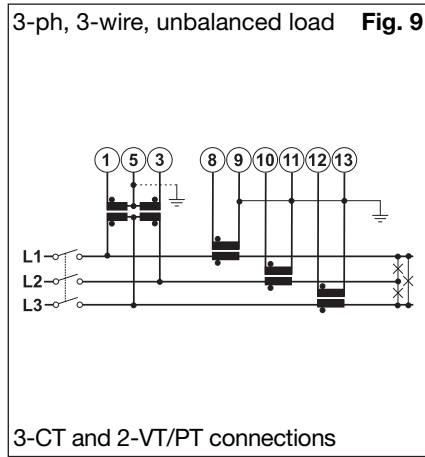 3-ph, 3-wire, unbalanced load Fig. 9
1 5 3 8 9 10 11 12 13
L1
L2
L3
3-CT and 2-VT/PT connections